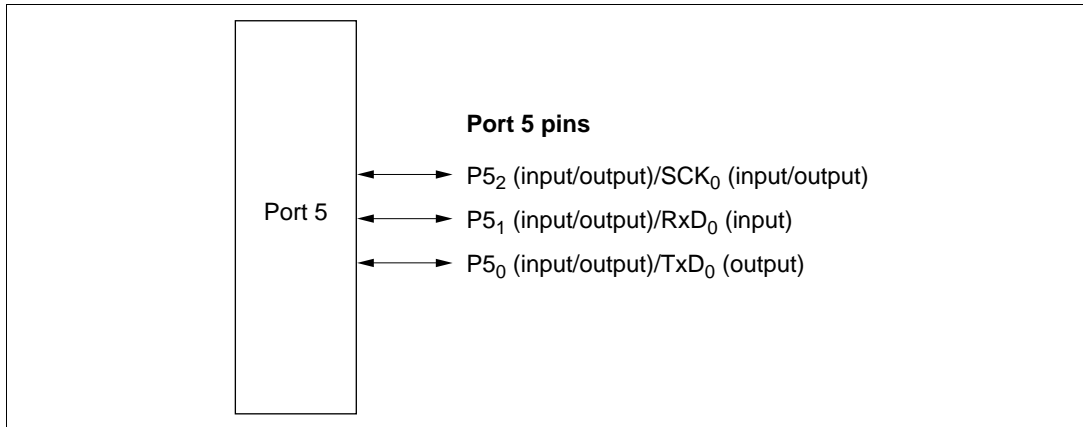 Port 5 pins
P5₂ (input/output)/SCK₀ (input/output)
Port 5
P5₁ (input/output)/RxD₀ (input)
P5₀ (input/output)/TxD₀ (output)